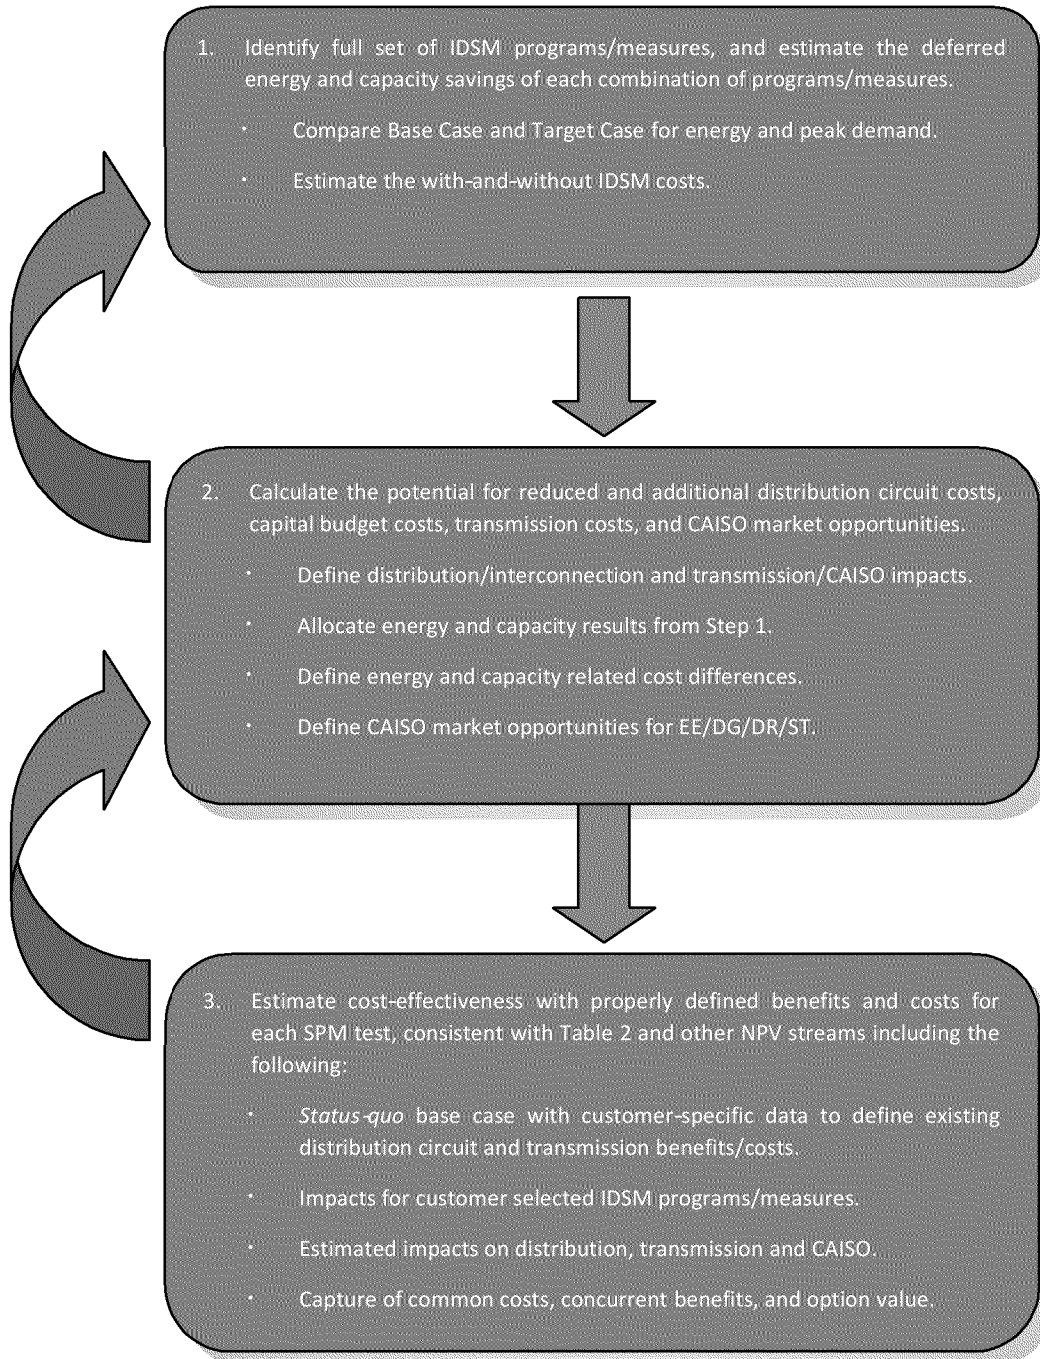 1. Identify full set of IDSM programs/measures, and estimate the deferred
energy and capacity savings of each combination of programs/measures.
· Compare Base Case and Target Case for energy and peak demand.
· Estimate the with-and-without IDSM costs.
2. Calculate the potential for reduced and additional distribution circuit costs,
capital budget costs, transmission costs, and CAISO market opportunities.
· Define distribution/interconnection and transmission/CAISO impacts.
· Allocate energy and capacity results from Step 1.
· Define energy and capacity related cost differences.
· Define CAISO market opportunities for EE/DG/DR/ST.
3. Estimate cost-effectiveness with properly defined benefits and costs for
each SPM test, consistent with Table 2 and other NPV streams including the
following:
· Status-quo base case with customer-specific data to define existing
distribution circuit and transmission benefits/costs.
· Impacts for customer selected IDSM programs/measures.
· Estimated impacts on distribution, transmission and CAISO.
· Capture of common costs, concurrent benefits, and option value.